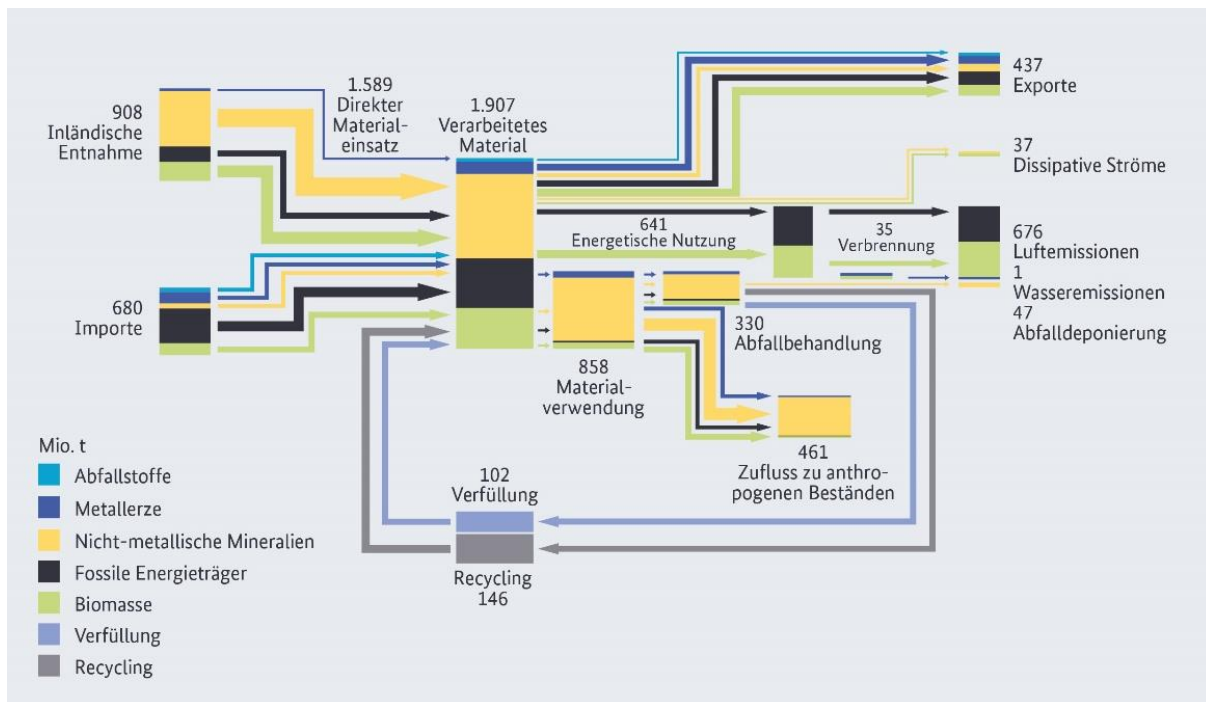 908
Inländische
Entnahme
1.589
Direkter
Material-
einsatz
1.907
Verarbeitetes
Material
437
Exporte
37
Dissipative Ströme
641
Energetische Nutzung
35
Verbrennung
676
Luftemissionen
1
Wasseremissionen
47
Abfalldeponierung
680
Importe
330
Abfallbehandlung
858
Material-
verwendung
461
Zufluss zu anthro-
pogenen Beständen
102
Verfüllung
Recycling
146
Mio. t
Abfallstoffe
Metallerze
Nicht-metallische Mineralien
Fossile Energieträger
Biomasse
Verfüllung
Recycling